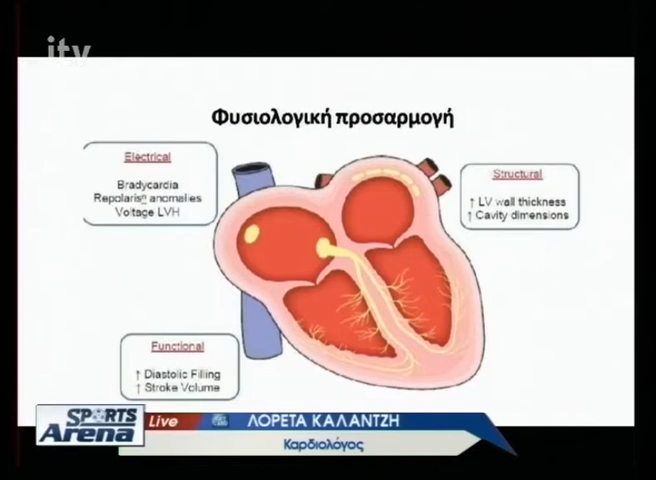 itv
Φυσιολογική προσαρμογή
Electrical
Bradycardia
Repolarisn anomalies
Voltage LVH
Structural
↑ LV wall thickness
↑ Cavity dimensions
Functional
↑ Diastolic Filling
↑ Stroke Volume
SPORTS
Arena
Live
ΛΟΡΕΤΑ ΚΑΛΑΝΤΖΗ
Καρδιολόγος